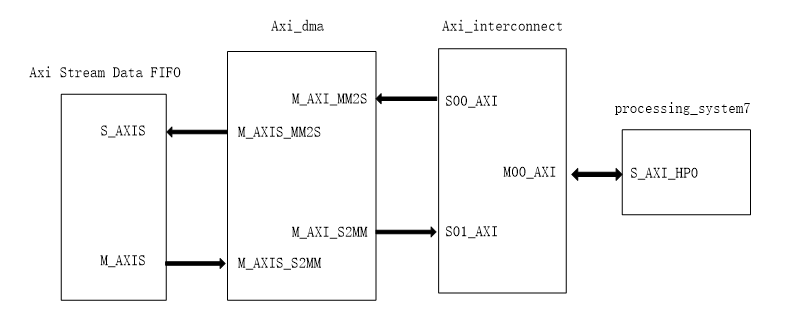 Axi_dma
Axi_interconnect
Axi Stream Data FIFO
M_AXI_MM2S
S00_AXI
processing_system7
S_AXIS
M_AXIS_MM2S
M00_AXI
S_AXI_HP0
M_AXI_S2MM
S01_AXI
M_AXIS
M_AXIS_S2MM